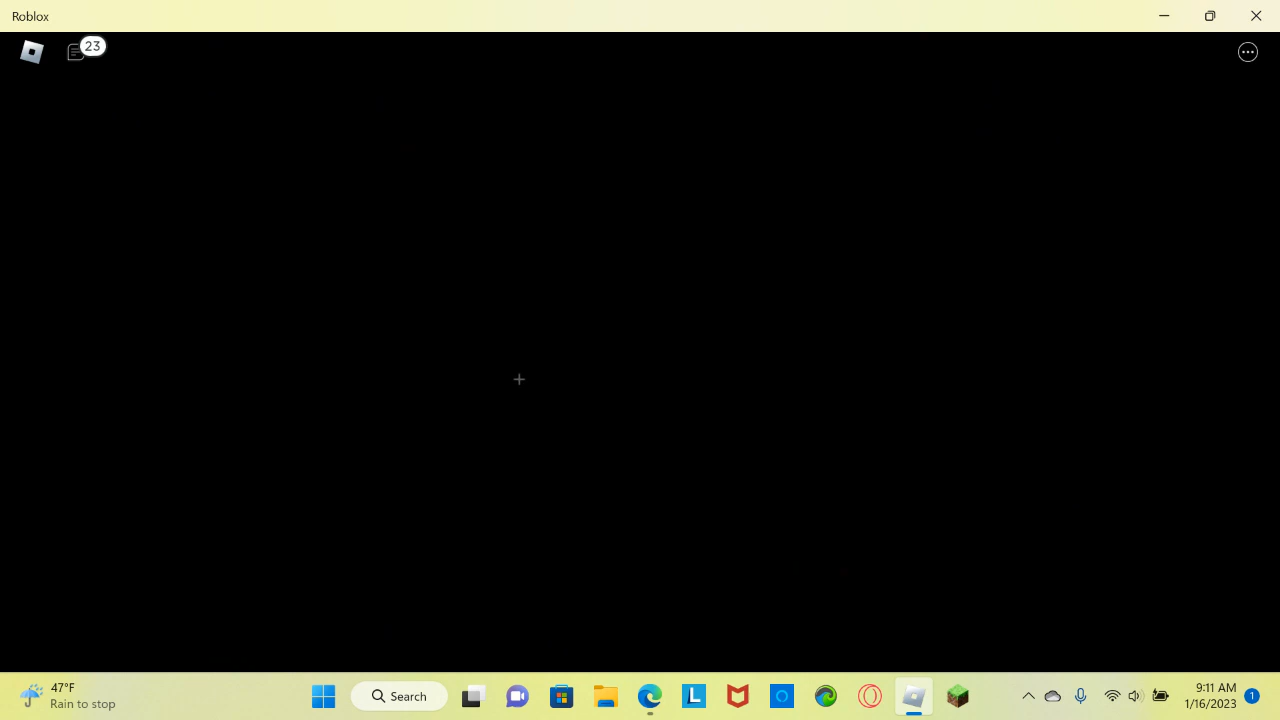 Roblox
23
47°F
Rain to stop
Search
L
9:11 AM
1/16/2023
1